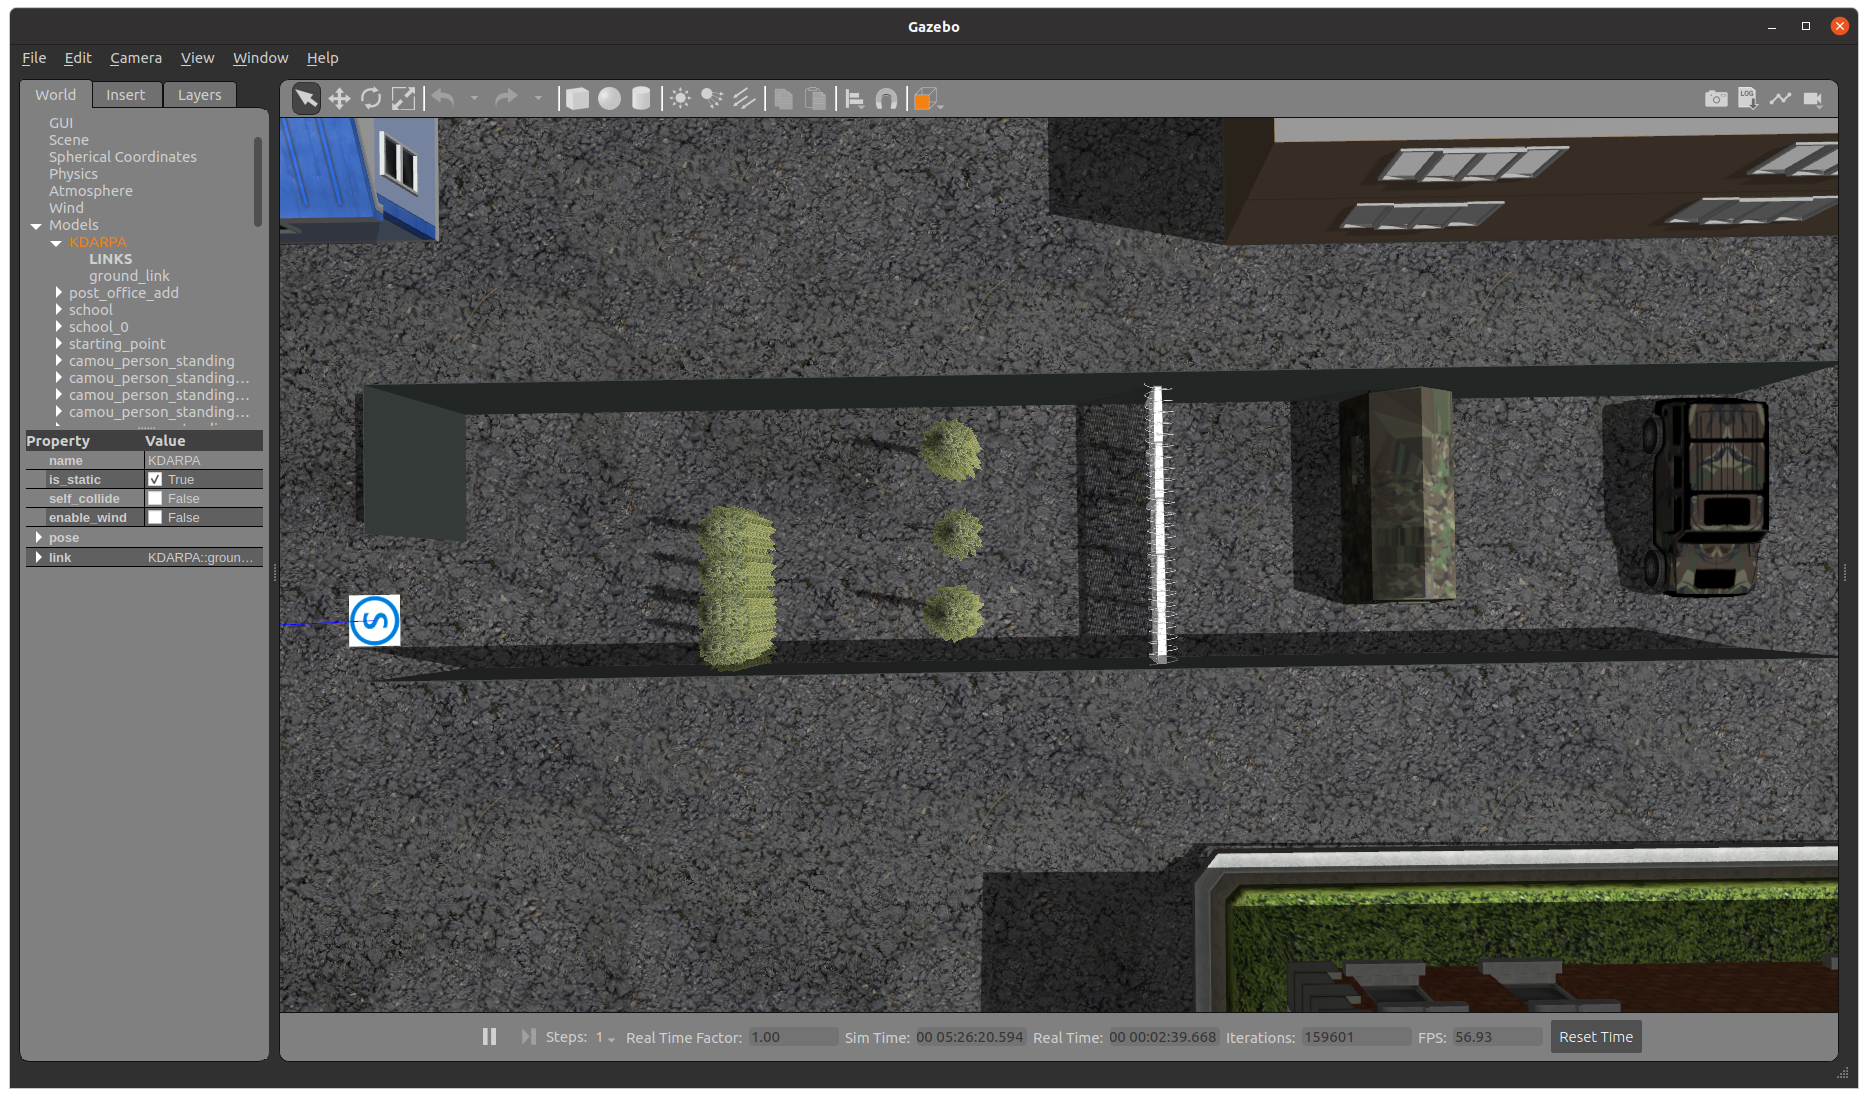 Gazebo
File Edit Camera View Window Help
World Insert Layers
GUI
Scene
Spherical Coordinates
Physics
Atmosphere
Wind
Models
KDARPA
LINKS
ground_link
post_office_add
school
school_0
starting_point
camou_person_standing
camou_person_standing...
camou_person_standing...
camou_person_standing...
Property Value
name KDARPA
is_static True
self_collide False
enable_wind False
pose
link KDARPA::groun...
LOG
S
Steps: 1 Real Time Factor: 1.00 Sim Time: 00 05:26:20.594 Real Time: 00 00:02:39.668 Iterations: 159601 FPS: 56.93 Reset Time